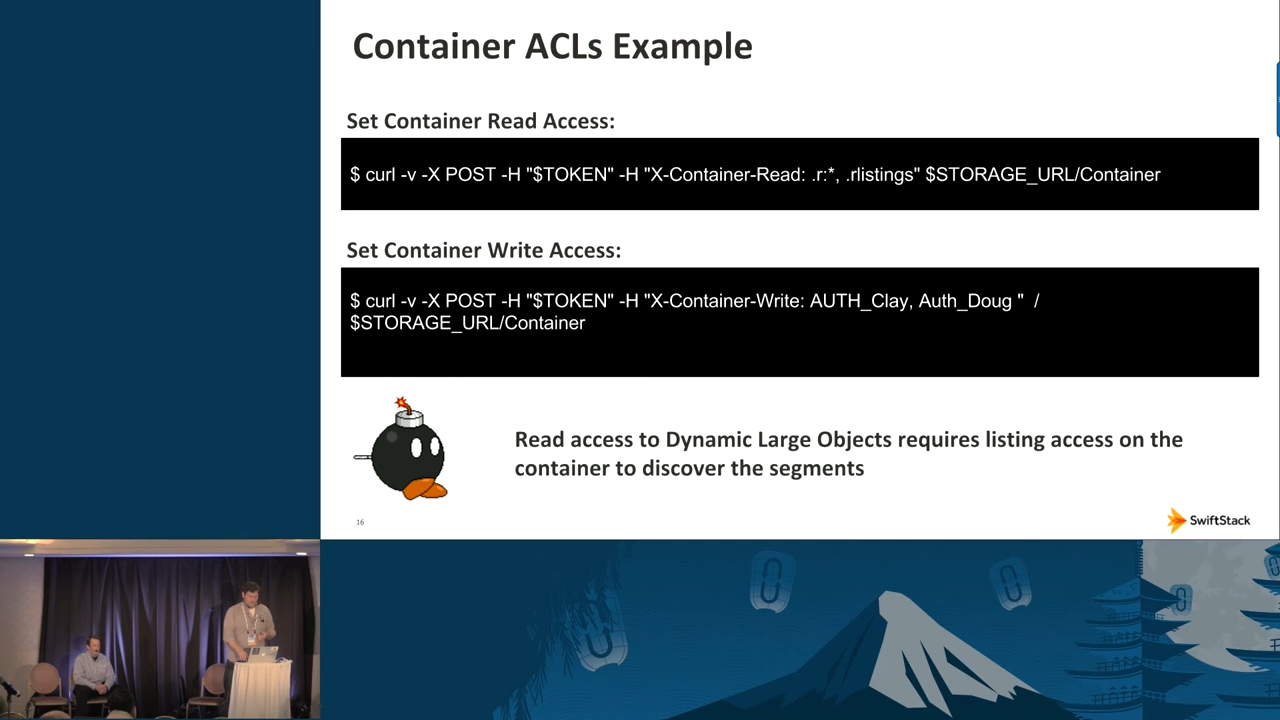 Container ACLs Example
Set Container Read Access:
$ curl -v -X POST -H "$TOKEN" -H "X-Container-Read: .r:*, .rlistings" $STORAGE_URL/Container
Set Container Write Access:
$ curl -v -X POST -H "$TOKEN" -H "X-Container-Write: AUTH_Clay, Auth_Doug "  /
$STORAGE_URL/Container
Read access to Dynamic Large Objects requires listing access on the
container to discover the segments
16
SwiftStack